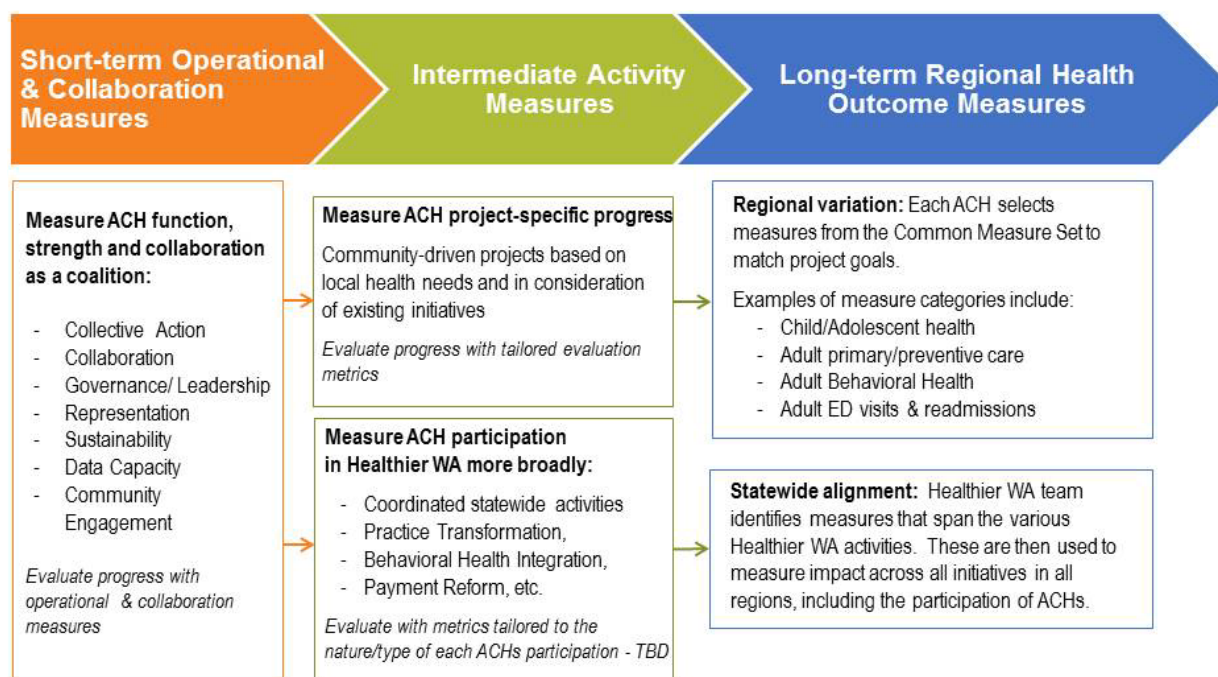 Short-term Operational
& Collaboration
Measures
Intermediate Activity
Measures
Long-term Regional Health
Outcome Measures
Measure ACH function,
strength and collaboration
as a coalition:
- Collective Action
- Collaboration
- Governance/ Leadership
- Representation
- Sustainability
- Data Capacity
- Community
Engagement
Evaluate progress with
operational & collaboration
measures
Measure ACH project-specific progress
Community-driven projects based on
local health needs and in consideration
of existing initiatives
Evaluate progress with tailored evaluation
metrics
Measure ACH participation
in Healthier WA more broadly:
- Coordinated statewide activities
- Practice Transformation,
- Behavioral Health Integration,
- Payment Reform, etc.
Evaluate with metrics tailored to the
nature/type of each ACHs participation - TBD
Regional variation: Each ACH selects
measures from the Common Measure Set to
match project goals.
Examples of measure categories include:
- Child/Adolescent health
- Adult primary/preventive care
- Adult Behavioral Health
- Adult ED visits & readmissions
Statewide alignment: Healthier WA team
identifies measures that span the various
Healthier WA activities. These are then used to
measure impact across all initiatives in all
regions, including the participation of ACHs.